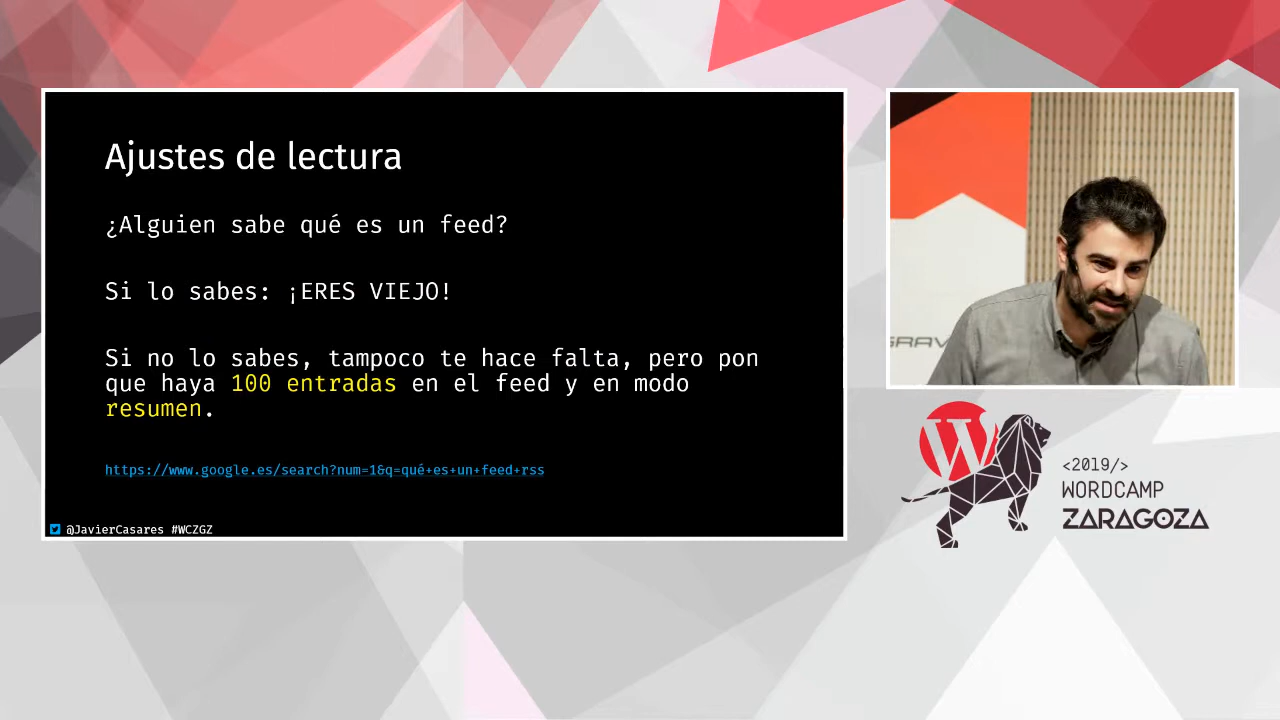 Ajustes de lectura
¿Alguien sabe qué es un feed?
Si lo sabes: ¡ERES VIEJO!
Si no lo sabes, tampoco te hace falta, pero pon
que haya 100 entradas en el feed y en modo
resumen.
https://www.google.es/search?num=1&q=qué+es+un+feed+rss
@JavierCasares #WCZGZ
GRAV
W
<2019/>
WORDCAMP
ZARAGOZA